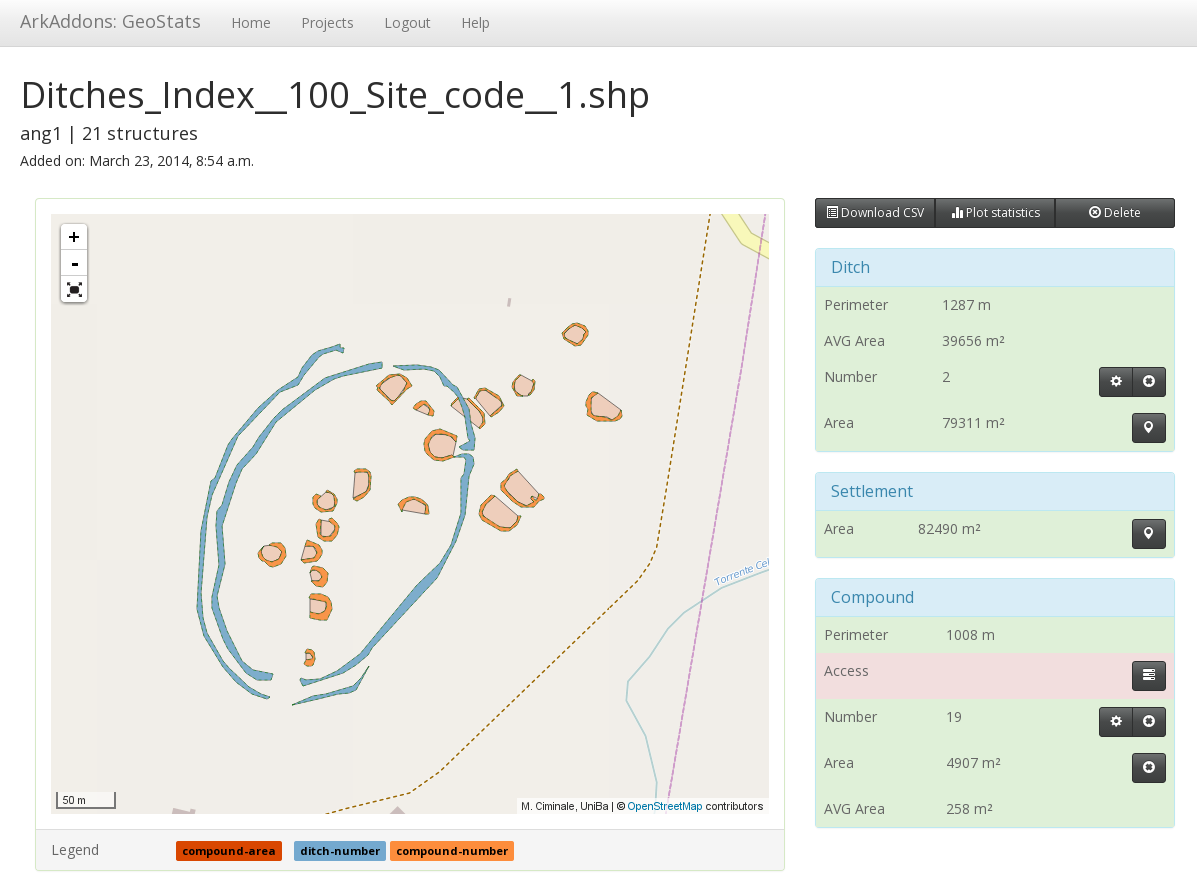 ArkAddons: GeoStats Home Projects Logout Help
Ditches_Index__100_Site_code__1.shp
ang1 | 21 structures
Added on: March 23, 2014, 8:54 a.m.
+
-
Torrente Cel
50 m
M. Ciminale, UniBa | © OpenStreetMap contributors
Legend compound-area ditch-number compound-number
Download CSV Plot statistics Delete
Ditch
Perimeter 1287 m
AVG Area 39656 m²
Number 2
Area 79311 m²
Settlement
Area 82490 m²
Compound
Perimeter 1008 m
Access
Number 19
Area 4907 m²
AVG Area 258 m²